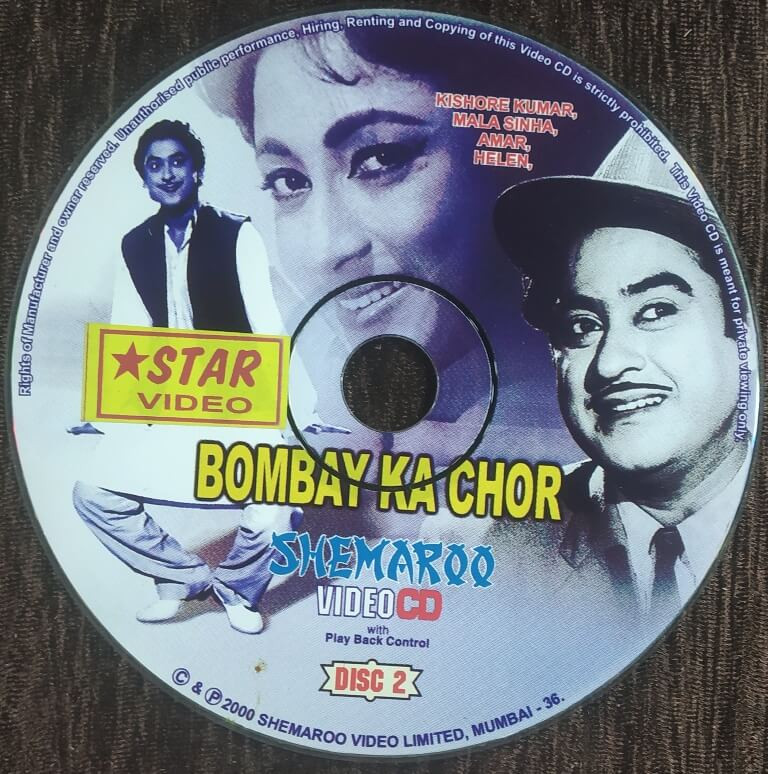 Rights of Manufacturer and owner reserved. Unauthorised public performance, Hiring, Renting and Copying of this Video CD is strictly prohibited. This Video CD is meant for private viewing only.
KISHORE KUMAR,
MALA SINHA,
AMAR,
HELEN,
★STAR
VIDEO
BOMBAY KA CHOR
SHEMAROO
VIDEOCD
with
Play Back Control
DISC 2
© & ℗ 2000 SHEMAROO VIDEO LIMITED, MUMBAI - 36.